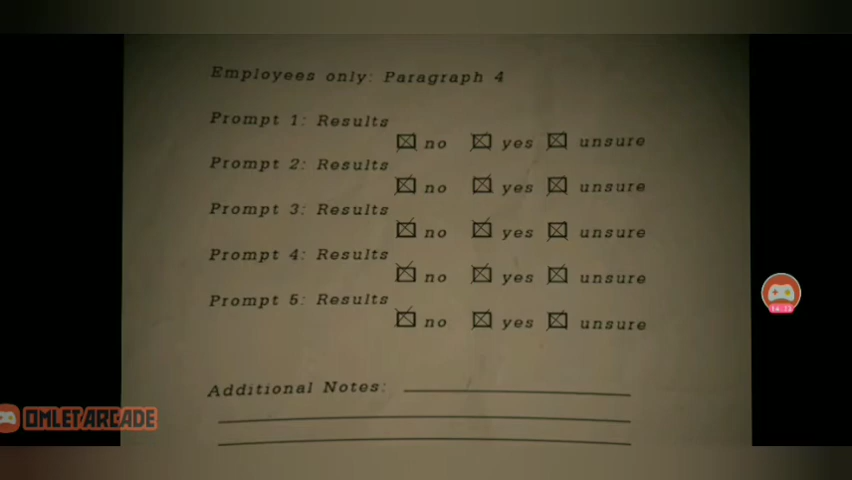 Employees only: Paragraph 4
Prompt 1: Results
no yes unsure
Prompt 2: Results
no yes unsure
Prompt 3: Results
no yes unsure
Prompt 4: Results
no yes unsure
Prompt 5: Results
no yes unsure
Additional Notes:
OMLET ARCADE